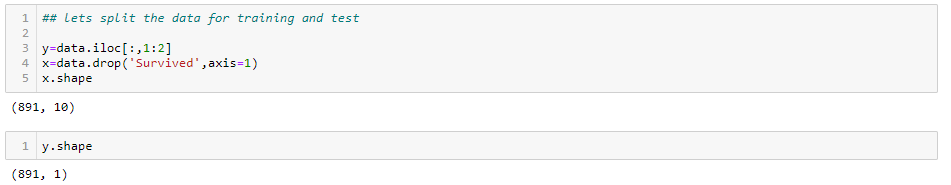 1 ## lets split the data for training and test
2
3 y=data.iloc[:,1:2]
4 x=data.drop('Survived',axis=1)
5 x.shape
(891, 10)
1 y.shape
(891, 1)